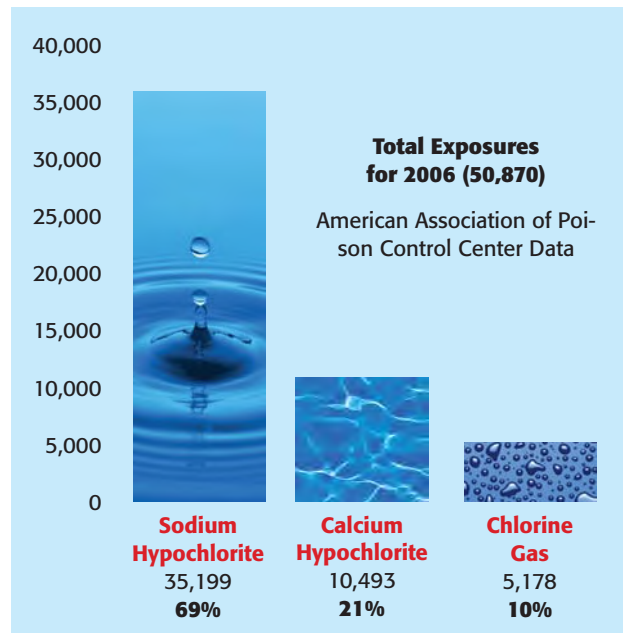 40,000
35,000
30,000
25,000
20,000
15,000
10,000
5,000
0
Total Exposures
for 2006 (50,870)
American Association of Poi-
son Control Center Data
Sodium
Hypochlorite
35,199
69%
Calcium
Hypochlorite
10,493
21%
Chlorine
Gas
5,178
10%